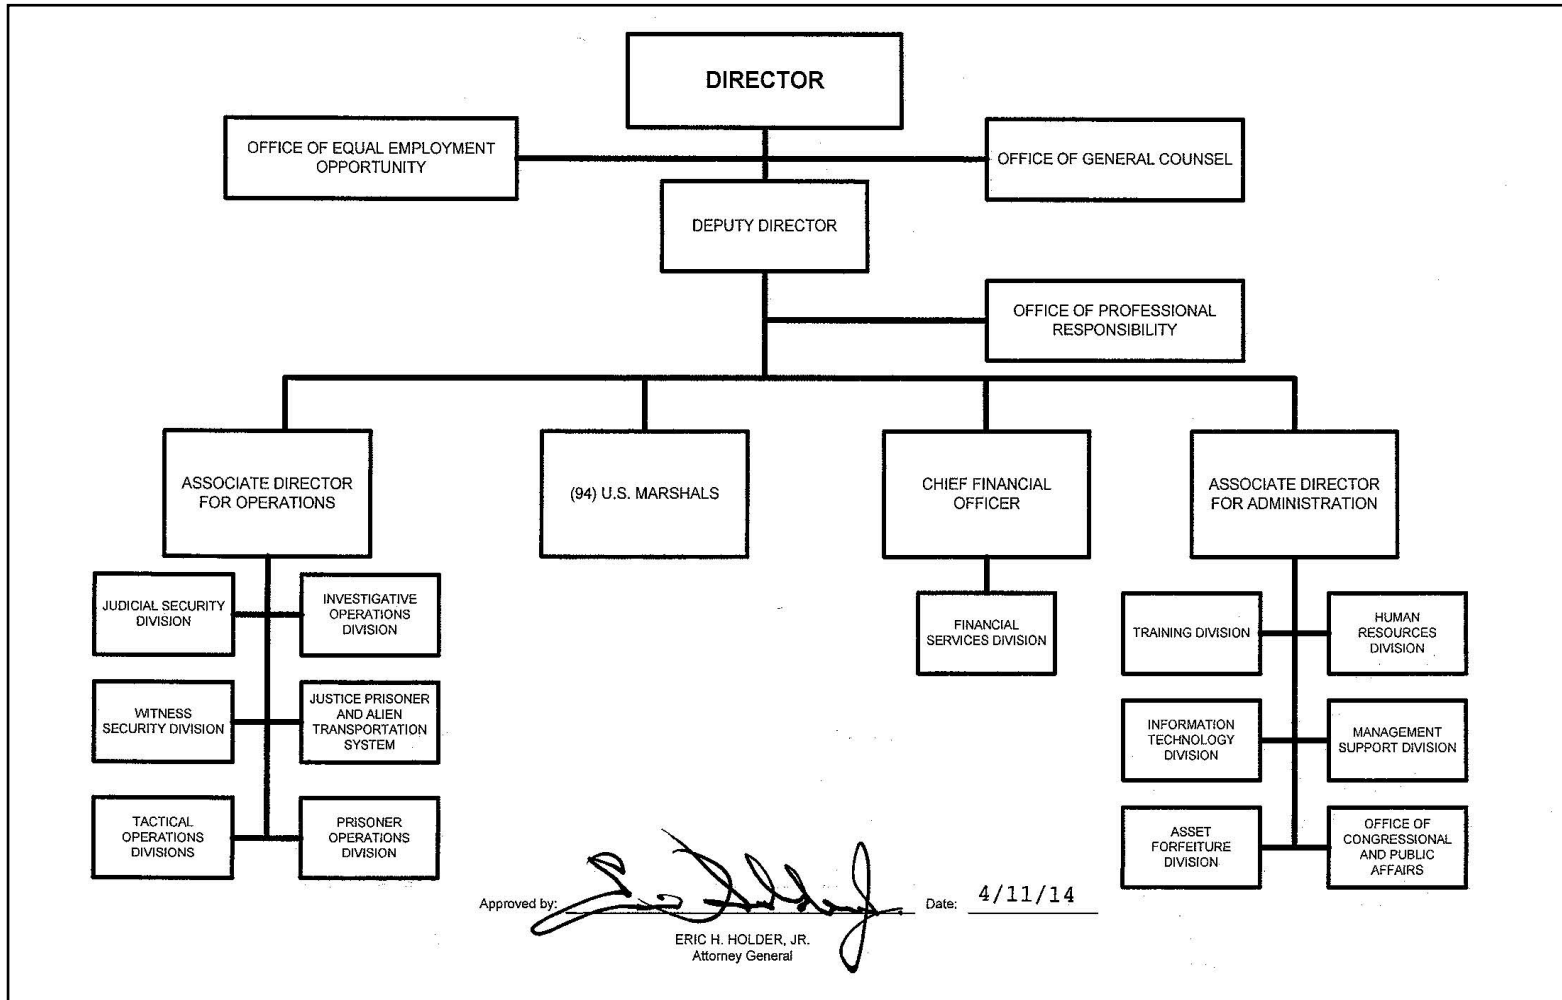 DIRECTOR
OFFICE OF EQUAL EMPLOYMENT
OPPORTUNITY
OFFICE OF GENERAL COUNSEL
DEPUTY DIRECTOR
OFFICE OF PROFESSIONAL
RESPONSIBILITY
ASSOCIATE DIRECTOR
FOR OPERATIONS
(94) U.S. MARSHALS
CHIEF FINANCIAL
OFFICER
ASSOCIATE DIRECTOR
FOR ADMINISTRATION
JUDICIAL SECURITY
DIVISION
INVESTIGATIVE
OPERATIONS
DIVISION
WITNESS
SECURITY DIVISION
JUSTICE PRISONER
AND ALIEN
TRANSPORTATION
SYSTEM
TACTICAL
OPERATIONS
DIVISIONS
PRISONER
OPERATIONS
DIVISION
FINANCIAL
SERVICES DIVISION
TRAINING DIVISION
HUMAN
RESOURCES
DIVISION
INFORMATION
TECHNOLOGY
DIVISION
MANAGEMENT
SUPPORT DIVISION
ASSET
FORFEITURE
DIVISION
OFFICE OF
CONGRESSIONAL
AND PUBLIC
AFFAIRS
Approved by:
Date: 4/11/14
ERIC H. HOLDER, JR.
Attorney General